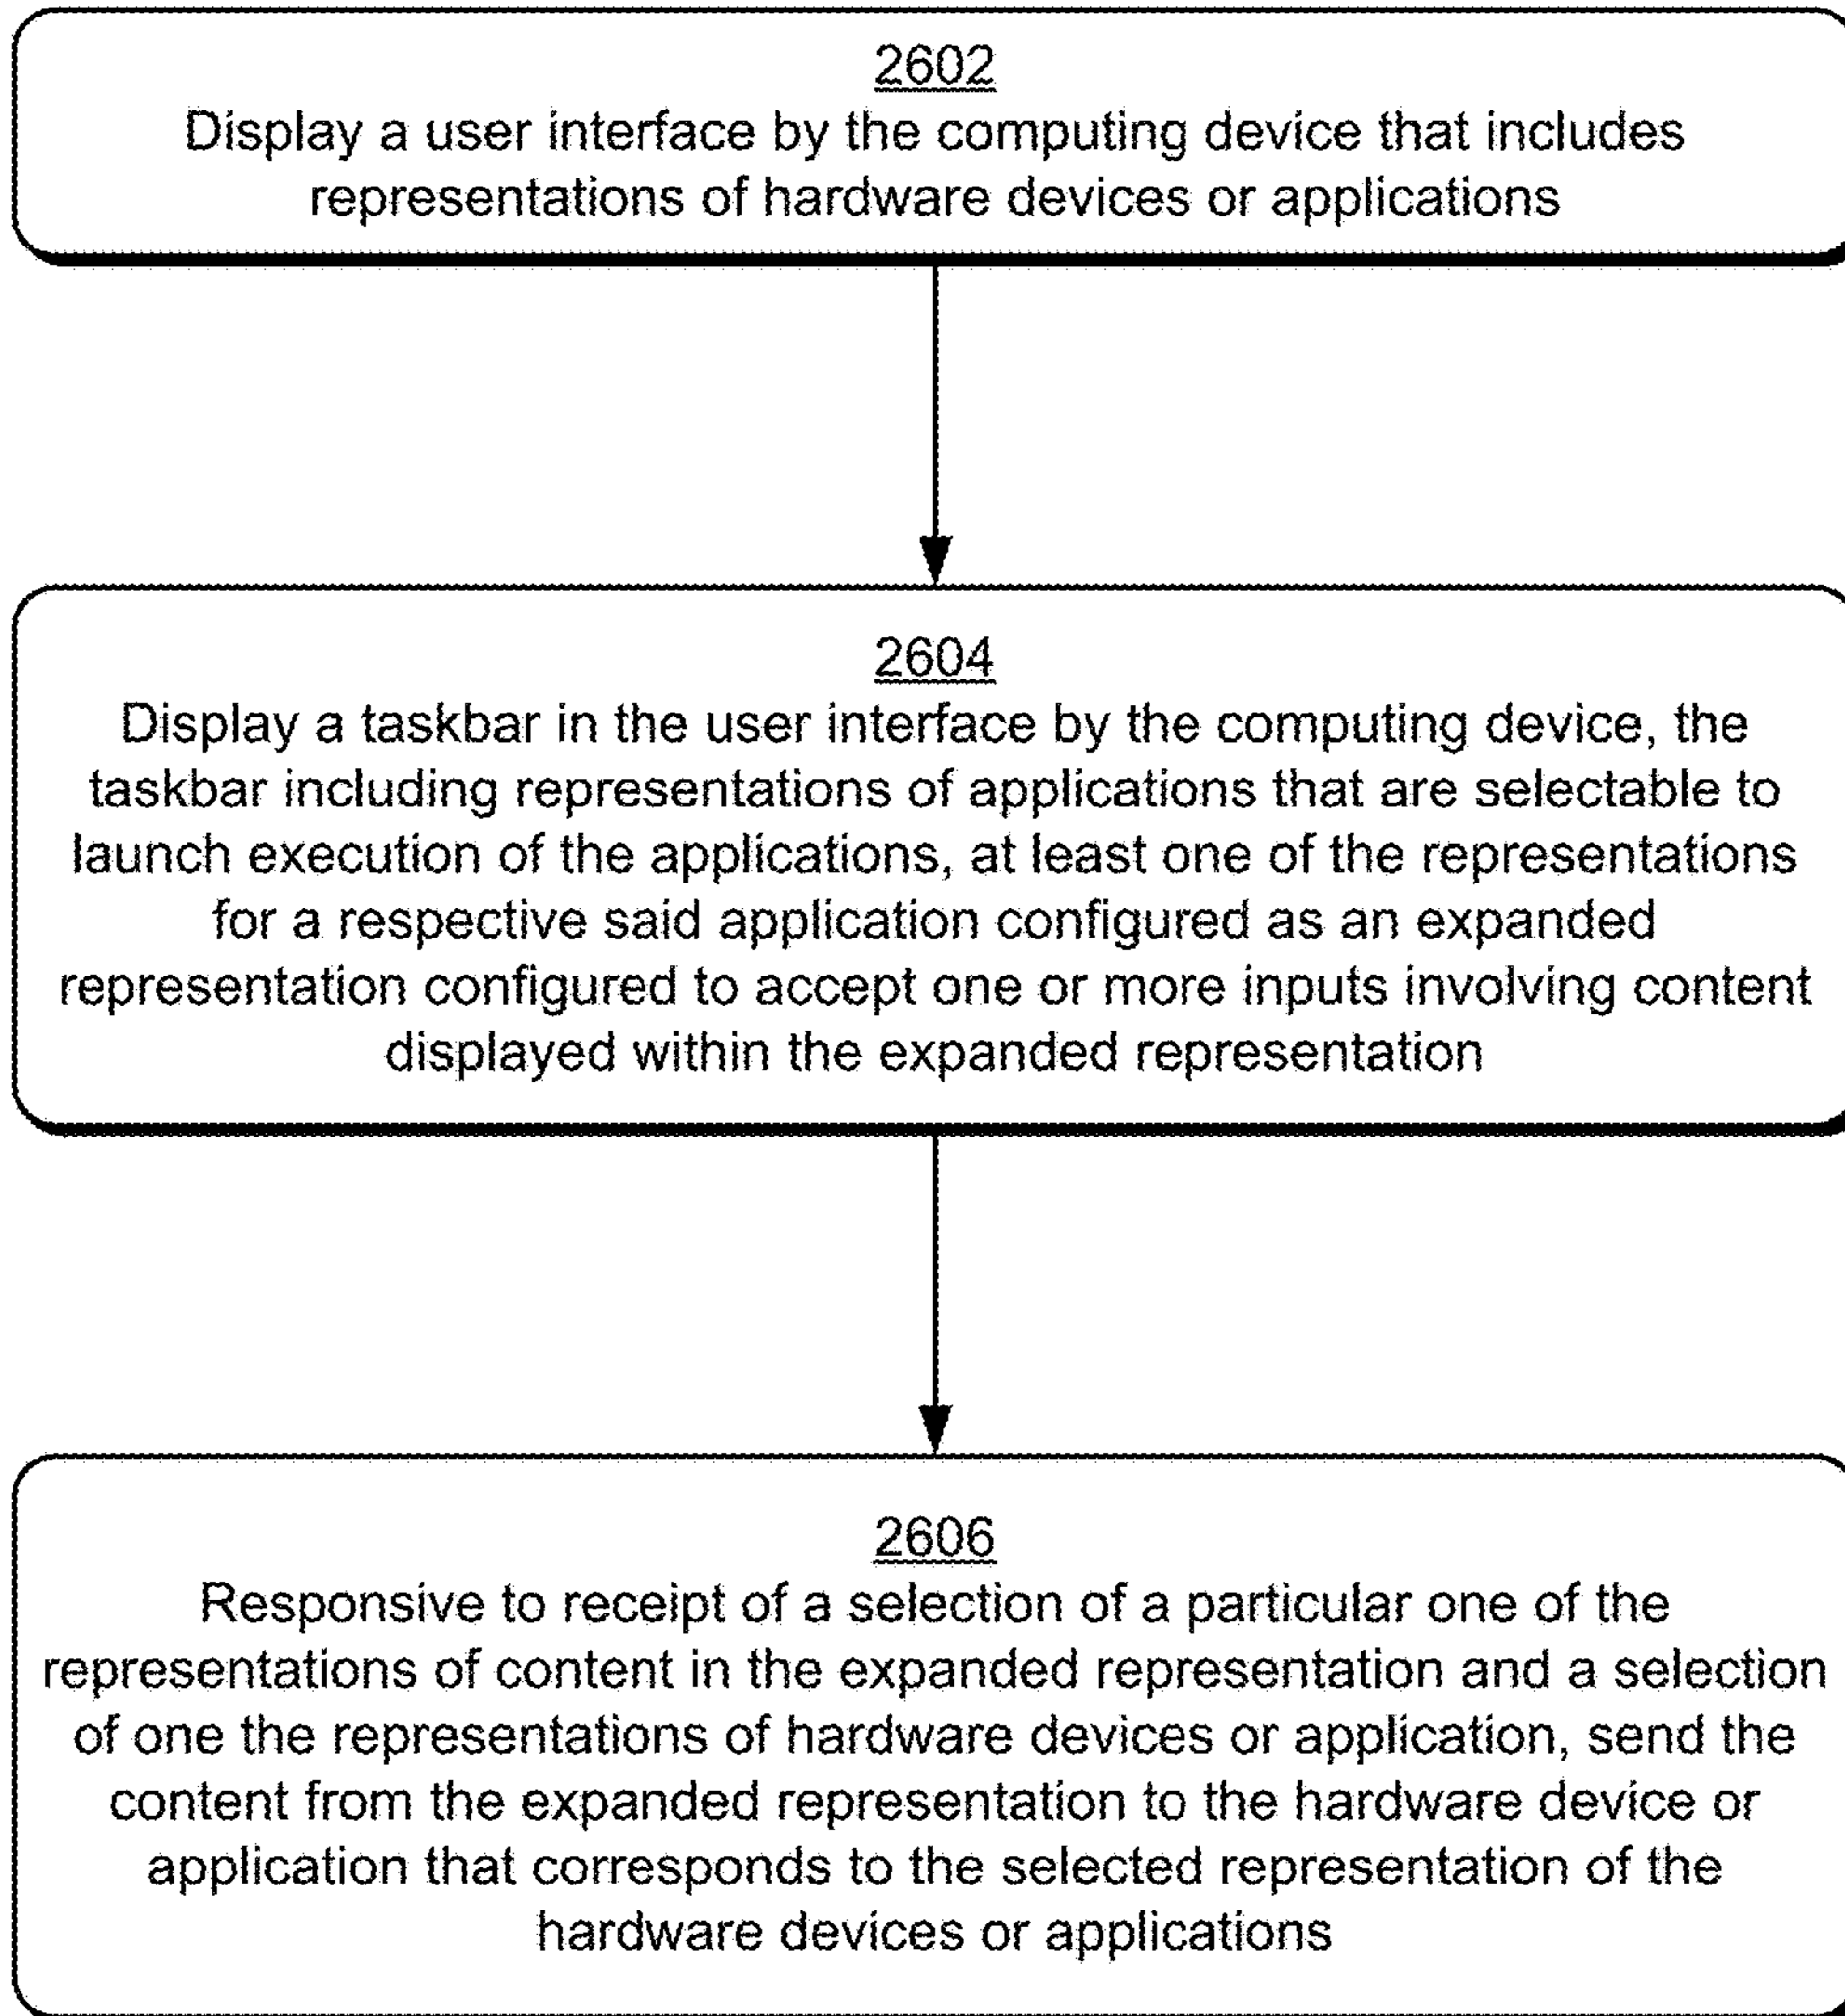 2602
Display a user interface by the computing device that includes
representations of hardware devices or applications
2604
Display a taskbar in the user interface by the computing device, the
taskbar including representations of applications that are selectable to
launch execution of the applications, at least one of the representations
for a respective said application configured as an expanded
representation configured to accept one or more inputs involving content
displayed within the expanded representation
2606
Responsive to receipt of a selection of a particular one of the
representations of content in the expanded representation and a selection
of one the representations of hardware devices or application, send the
content from the expanded representation to the hardware device or
application that corresponds to the selected representation of the
hardware devices or applications